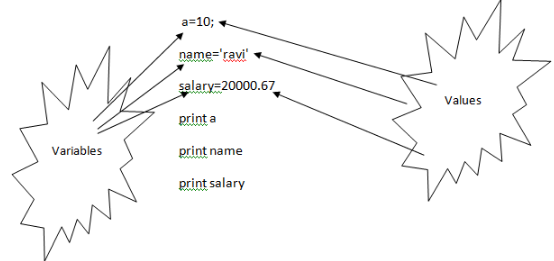 a=10;
name='ravi'
salary=20000.67
Values
print a
Variables
print name
print salary